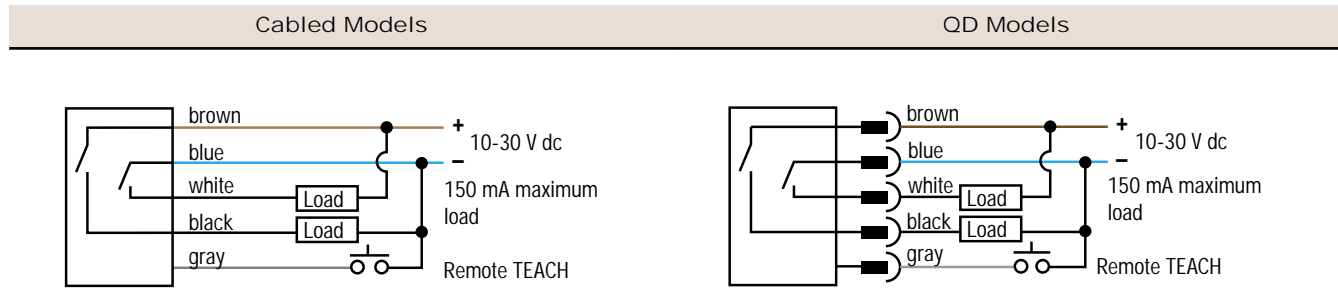 Cabled Models
QD Models
brown
+
10-30 V dc
blue
–
white
Load
150 mA maximum
load
black
Load
gray
Remote TEACH
brown
+
10-30 V dc
blue
–
white
Load
150 mA maximum
load
black
Load
gray
Remote TEACH